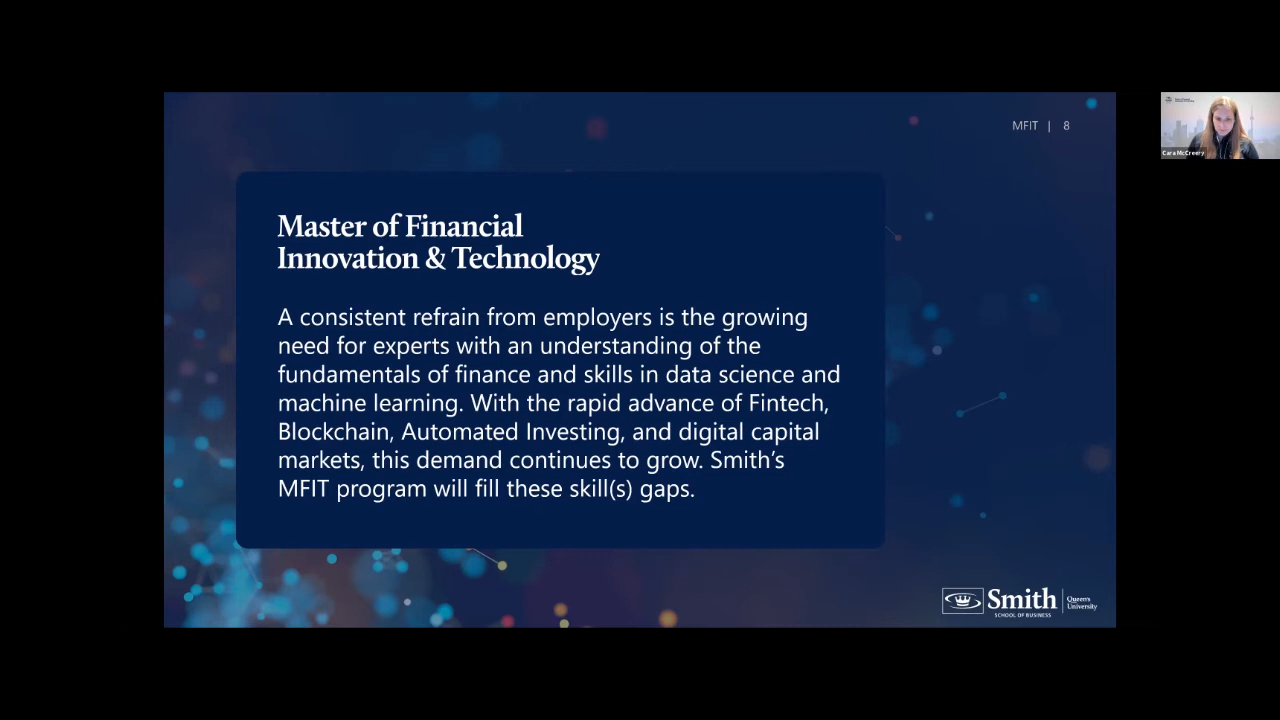 MFIT | 8
Master of Financial
Innovation & Technology
A consistent refrain from employers is the growing
need for experts with an understanding of the
fundamentals of finance and skills in data science and
machine learning. With the rapid advance of Fintech,
Blockchain, Automated Investing, and digital capital
markets, this demand continues to grow. Smith’s
MFIT program will fill these skill(s) gaps.
Smith
SCHOOL OF BUSINESS
Queen's
University
Cara McCreery